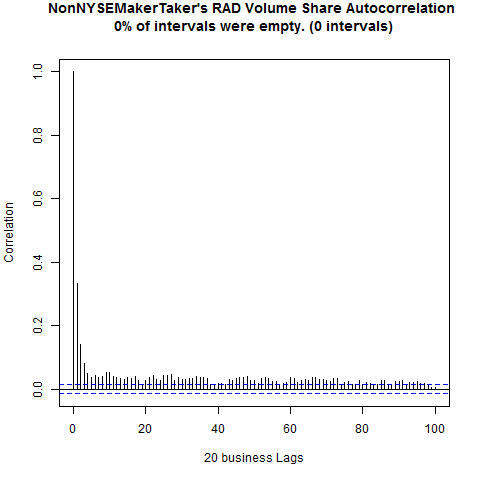 NonNYSEMakerTaker's RAD Volume Share Autocorrelation
0% of intervals were empty. (0 intervals)
1.0
0.8
0.6
0.4
0.2
0.0
Correlation
0 20 40 60 80 100
20 business Lags